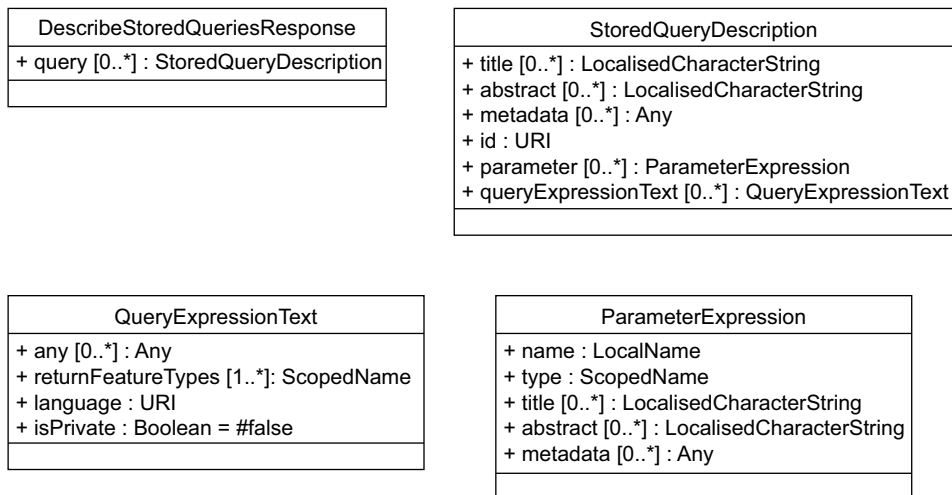 DescribeStoredQueriesResponse
+ query [0..*] : StoredQueryDescription
StoredQueryDescription
+ title [0..*] : LocalisedCharacterString
+ abstract [0..*] : LocalisedCharacterString
+ metadata [0..*] : Any
+ id : URI
+ parameter [0..*] : ParameterExpression
+ queryExpressionText [0..*] : QueryExpressionText
QueryExpressionText
+ any [0..*] : Any
+ returnFeatureTypes [1..*]: ScopedName
+ language : URI
+ isPrivate : Boolean = #false
ParameterExpression
+ name : LocalName
+ type : ScopedName
+ title [0..*] : LocalisedCharacterString
+ abstract [0..*] : LocalisedCharacterString
+ metadata [0..*] : Any